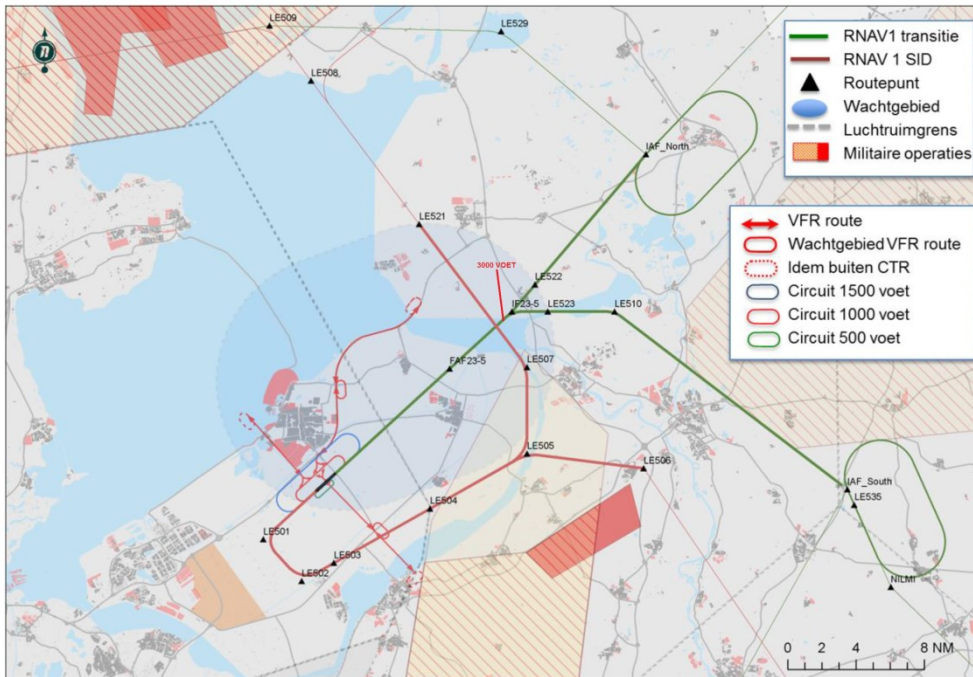 LE509
LE529
LE508
IAF_North
LE521
3000 VOET
LE522
IF23-5
LE523
LE510
FAF23-5
LE507
LE505
LE506
IAF_South
LE535
LE504
LE501
LE503
LE502
NILMI
n
RNAV1 transitie
RNAV 1 SID
Routepunt
Wachtgebied
Luchtruimgrens
Militaire operaties
VFR route
Wachtgebied VFR route
Idem buiten CTR
Circuit 1500 voet
Circuit 1000 voet
Circuit 500 voet
0 2 4 8 NM